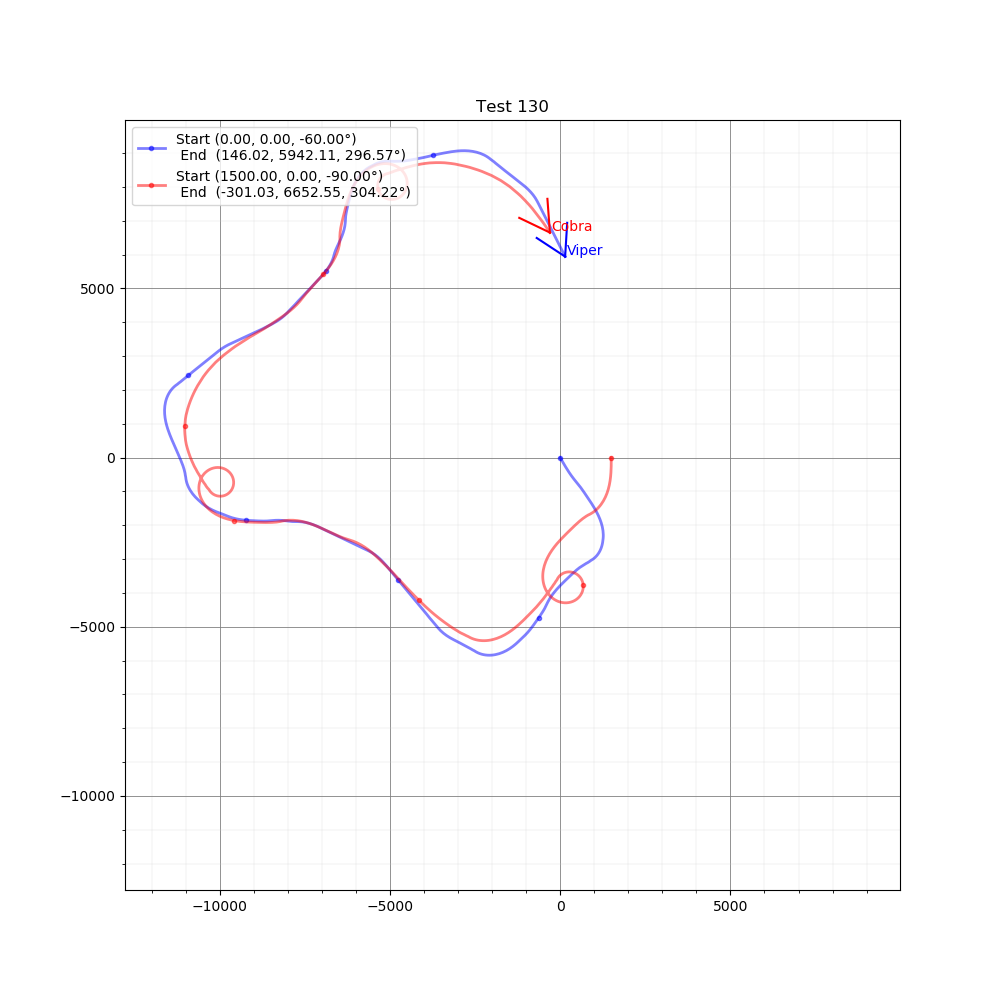 Test 130
Start (0.00, 0.00, -60.00°)
End (146.02, 5942.11, 296.57°)
Start (1500.00, 0.00, -90.00°)
End (-301.03, 6652.55, 304.22°)
Cobra
Viper
5000
0
−5000
−10000
−10000
−5000
0
5000